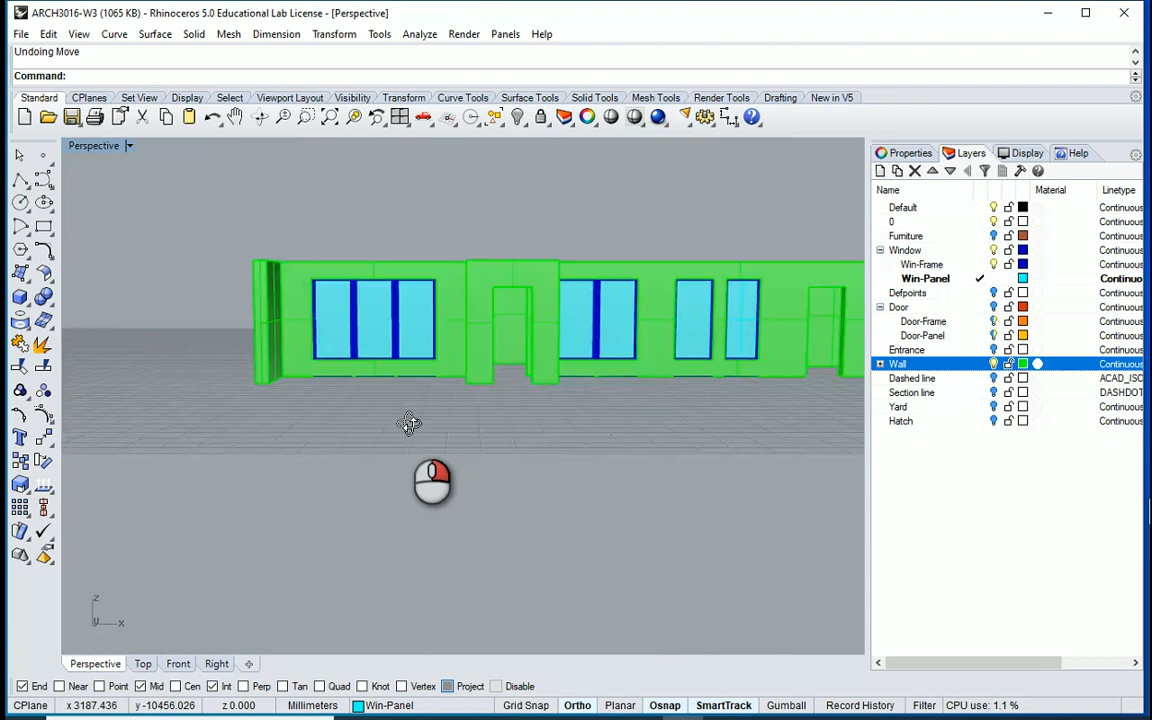 ARCH3016-W3 (1065 KB) - Rhinoceros 5.0 Educational Lab License - [Perspective]
File Edit View Curve Surface Solid Mesh Dimension Transform Tools Analyze Render Panels Help
Undoing Move
Command:
Standard CPlanes Set View Display Select Viewport Layout Visibility Transform Curve Tools Surface Tools Solid Tools Mesh Tools Render Tools Drafting New in V5
Perspective
Properties Layers Display Help
Name Material Linetype
Default Continuous
0 Continuous
Furniture Continuous
Window Continuous
Win-Frame Continuous
Win-Panel Continuo
Defpoints Continuous
Door Continuous
Door-Frame Continuous
Door-Panel Continuous
Entrance Continuous
Wall Continuous
Dashed line ACAD_ISO
Section line DASHDOT
Yard Continuous
Hatch Continuous
z
y x
Perspective Top Front Right
End Near Point Mid Cen Int Perp Tan Quad Knot Vertex Project Disable
CPlane x 3187.436 y -10456.026 z 0.000 Millimeters Win-Panel Grid Snap Ortho Planar Osnap SmartTrack Gumball Record History Filter CPU use: 1.1 %